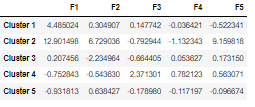 F1 F2 F3 F4 F5
Cluster 1 4.485024 0.304907 0.147742 -0.036421 -0.522341
Cluster 2 12.901498 6.729036 -0.792944 -1.132343 9.159818
Cluster 3 0.207456 -2.234964 -0.664405 0.053627 0.173150
Cluster 4 -0.752843 -0.543630 2.371301 0.782123 0.563071
Cluster 5 -0.931813 0.638427 -0.178980 -0.117197 -0.096674